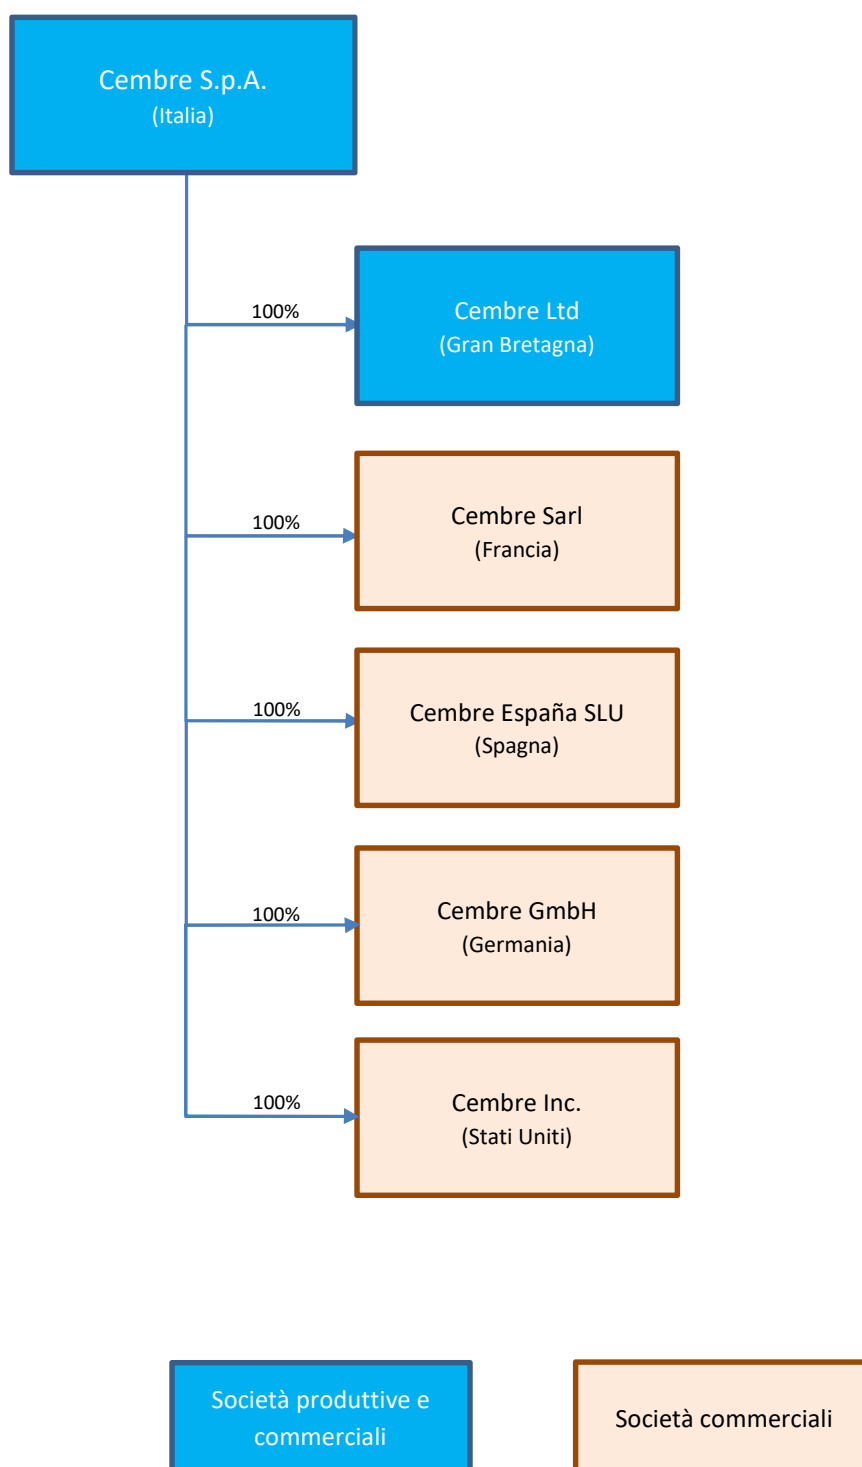 Cembre S.p.A.
(Italia)
100%
Cembre Ltd
(Gran Bretagna)
100%
Cembre Sarl
(Francia)
100%
Cembre España SLU
(Spagna)
100%
Cembre GmbH
(Germania)
100%
Cembre Inc.
(Stati Uniti)
Società produttive e
commerciali
Società commerciali